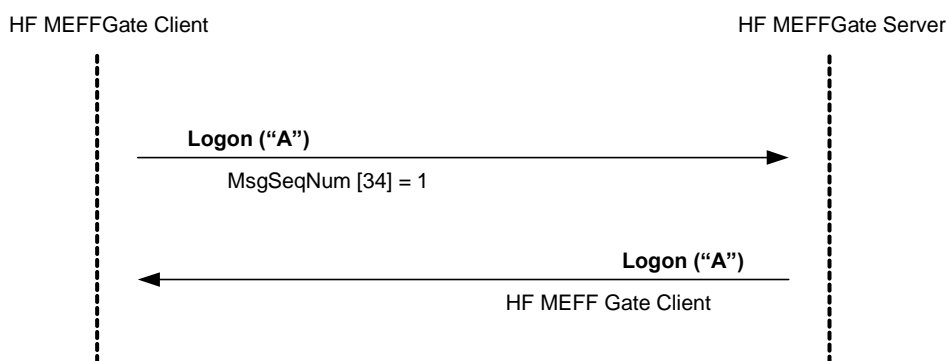 HF MEFFGate Client
HF MEFFGate Server
Logon (“A”)
MsgSeqNum [34] = 1
Logon (“A”)
HF MEFF Gate Client